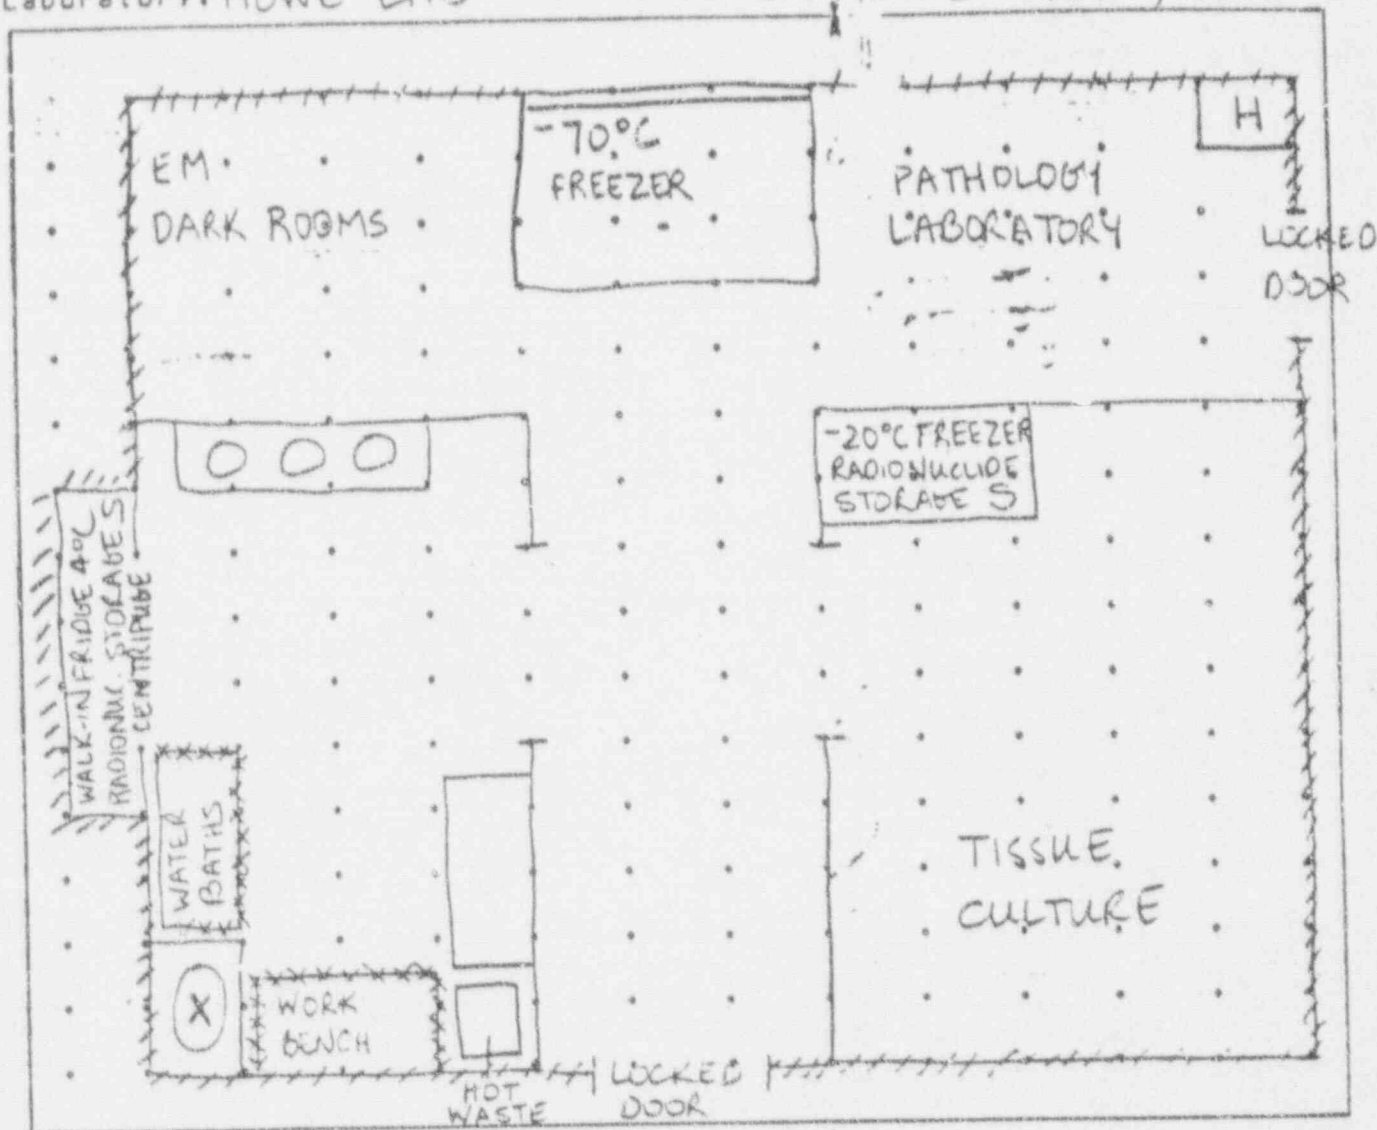 EM
DARK ROOMS
-70°C
FREEZER
PATHOLOGY
LABORATORY
H
LOCKED
DOOR
-20°C FREEZER
RADIONUCLIDE
STORAGE S
WALK-IN FRIDGE 4°C
RADIONUC. STORAGE S
CENTRIFUGE
WATER
BATHS
TISSUE
CULTURE
X
WORK
BENCH
HOT
WASTE
LOCKED
DOOR